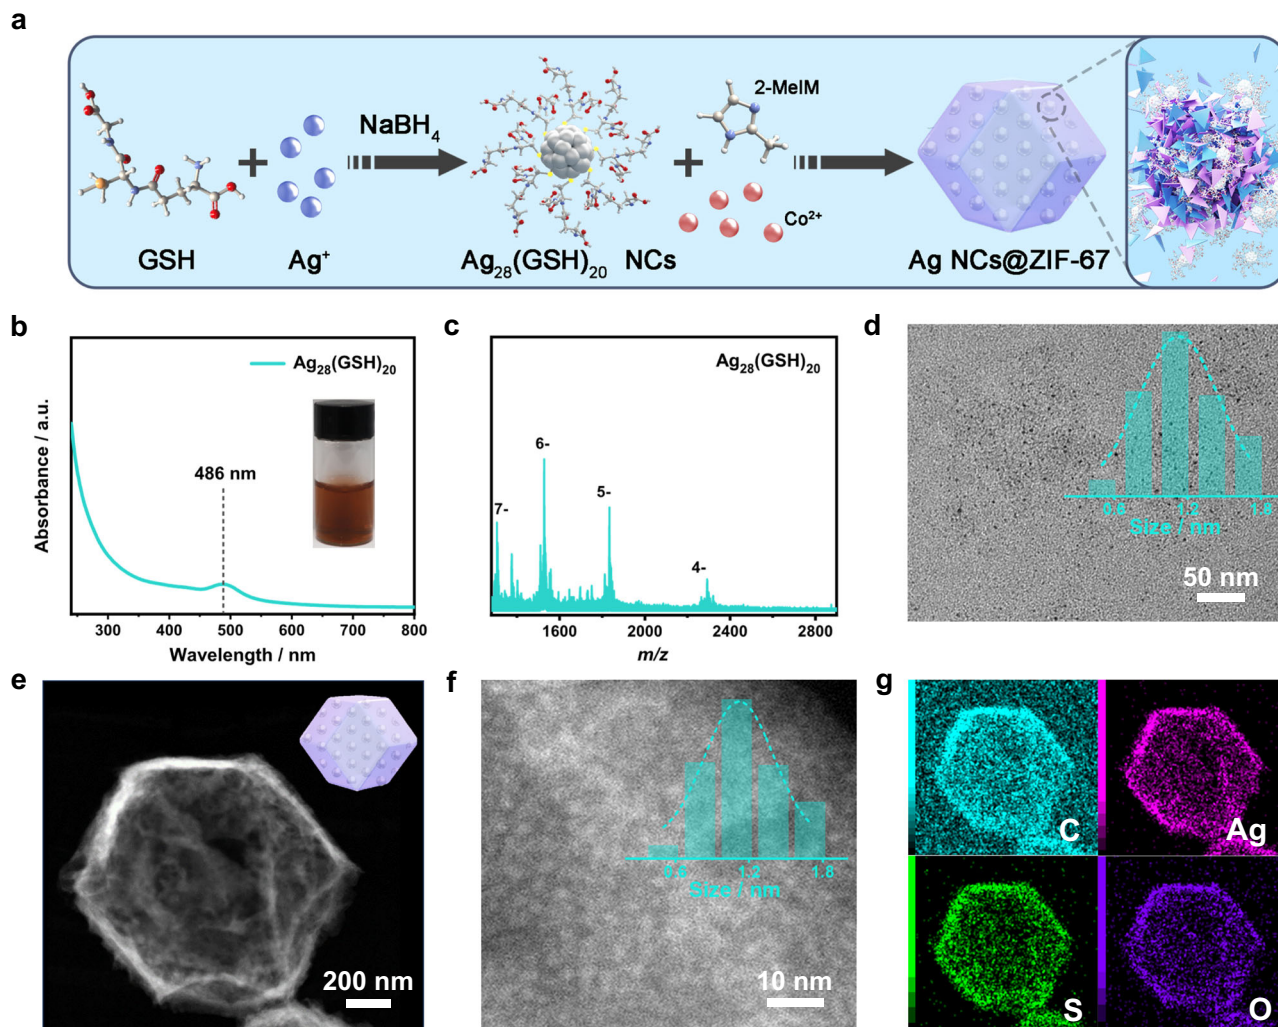 a
NaBH₄
2-MeIM
Co²⁺
GSH
Ag⁺
Ag₂₈(GSH)₂₀ NCs
Ag NCs@ZIF-67
b
Ag₂₈(GSH)₂₀
486 nm
Absorbance / a.u.
300 400 500 600 700 800
Wavelength / nm
c
Ag₂₈(GSH)₂₀
6-
5-
7-
4-
1600 2000 2400 2800
m/z
d
0.6 1.2 1.8
Size / nm
50 nm
e
200 nm
f
0.6 1.2 1.8
Size / nm
10 nm
g
C
Ag
S
O